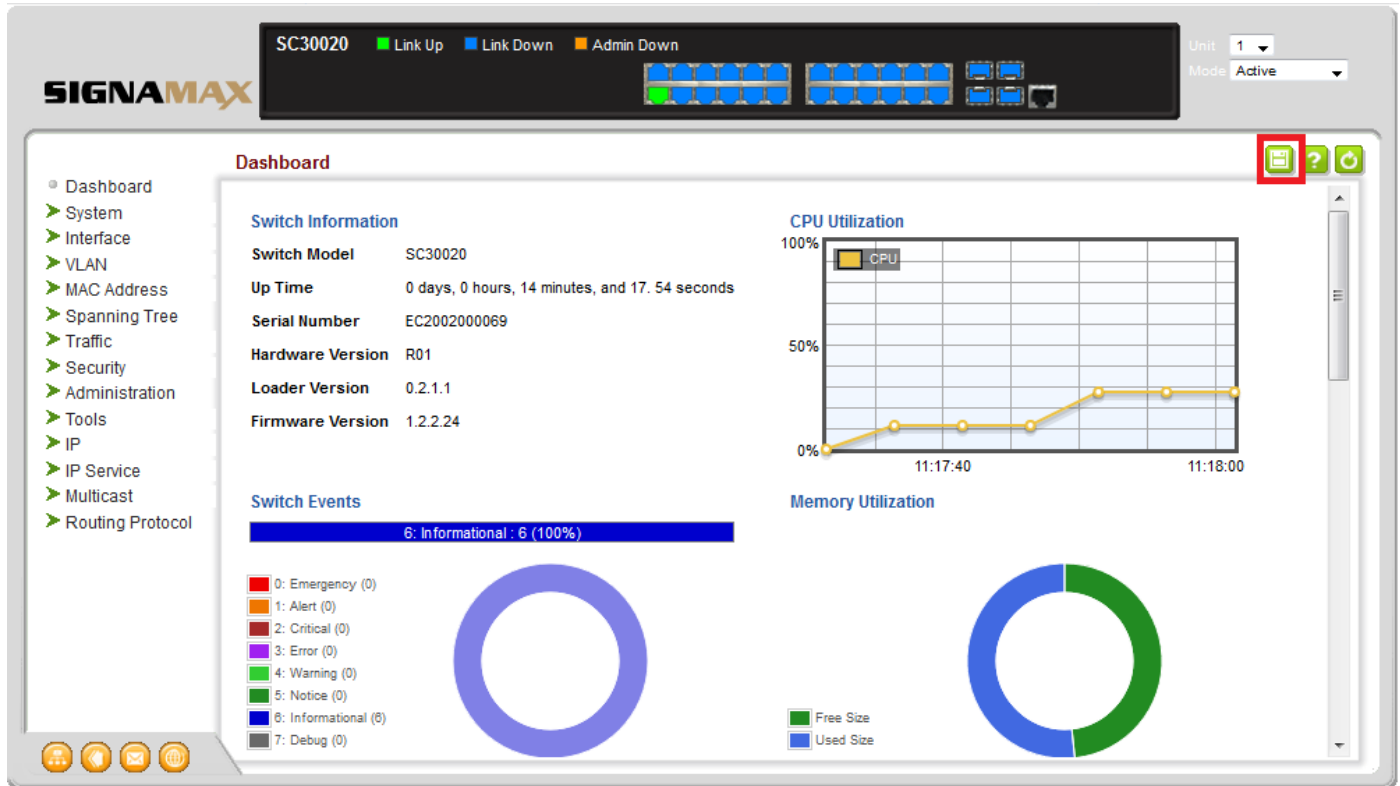 SC30020 Link Up Link Down Admin Down
Unit 1
Mode Active
SIGNAMAX
Dashboard
?
Dashboard
System
Interface
VLAN
MAC Address
Spanning Tree
Traffic
Security
Administration
Tools
IP
IP Service
Multicast
Routing Protocol
Switch Information
Switch Model SC30020
Up Time 0 days, 0 hours, 14 minutes, and 17. 54 seconds
Serial Number EC2002000069
Hardware Version R01
Loader Version 0.2.1.1
Firmware Version 1.2.2.24
CPU Utilization
100%
CPU
50%
0%
11:17:40 11:18:00
Switch Events
6: Informational : 6 (100%)
0: Emergency (0)
1: Alert (0)
2: Critical (0)
3: Error (0)
4: Warning (0)
5: Notice (0)
6: Informational (6)
7: Debug (0)
Memory Utilization
Free Size
Used Size